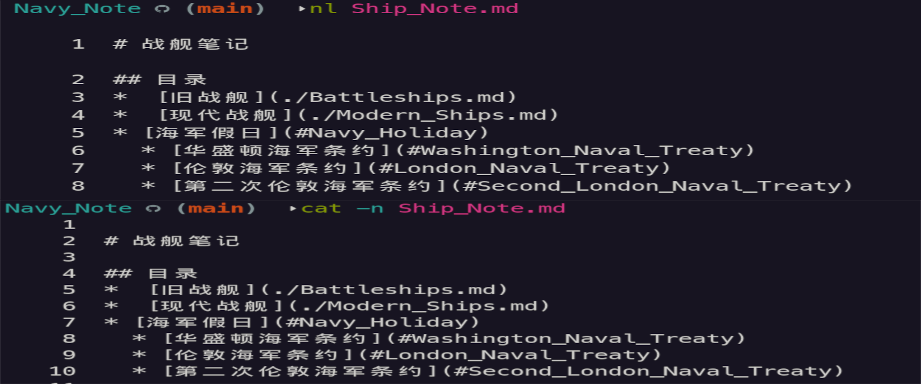 Navy_Note (main) ▸nl Ship_Note.md
1 # 战舰笔记
2 ## 目录
3 * [旧战舰](./Battleships.md)
4 * [现代战舰](./Modern_Ships.md)
5 * [海军假日](#Navy_Holiday)
6 * [华盛顿海军条约](#Washington_Naval_Treaty)
7 * [伦敦海军条约](#London_Naval_Treaty)
8 * [第二次伦敦海军条约](#Second_London_Naval_Treaty)
Navy_Note (main) ▸cat -n Ship_Note.md
1
2 # 战舰笔记
3
4 ## 目录
5 * [旧战舰](./Battleships.md)
6 * [现代战舰](./Modern_Ships.md)
7 * [海军假日](#Navy_Holiday)
8 * [华盛顿海军条约](#Washington_Naval_Treaty)
9 * [伦敦海军条约](#London_Naval_Treaty)
10 * [第二次伦敦海军条约](#Second_London_Naval_Treaty)